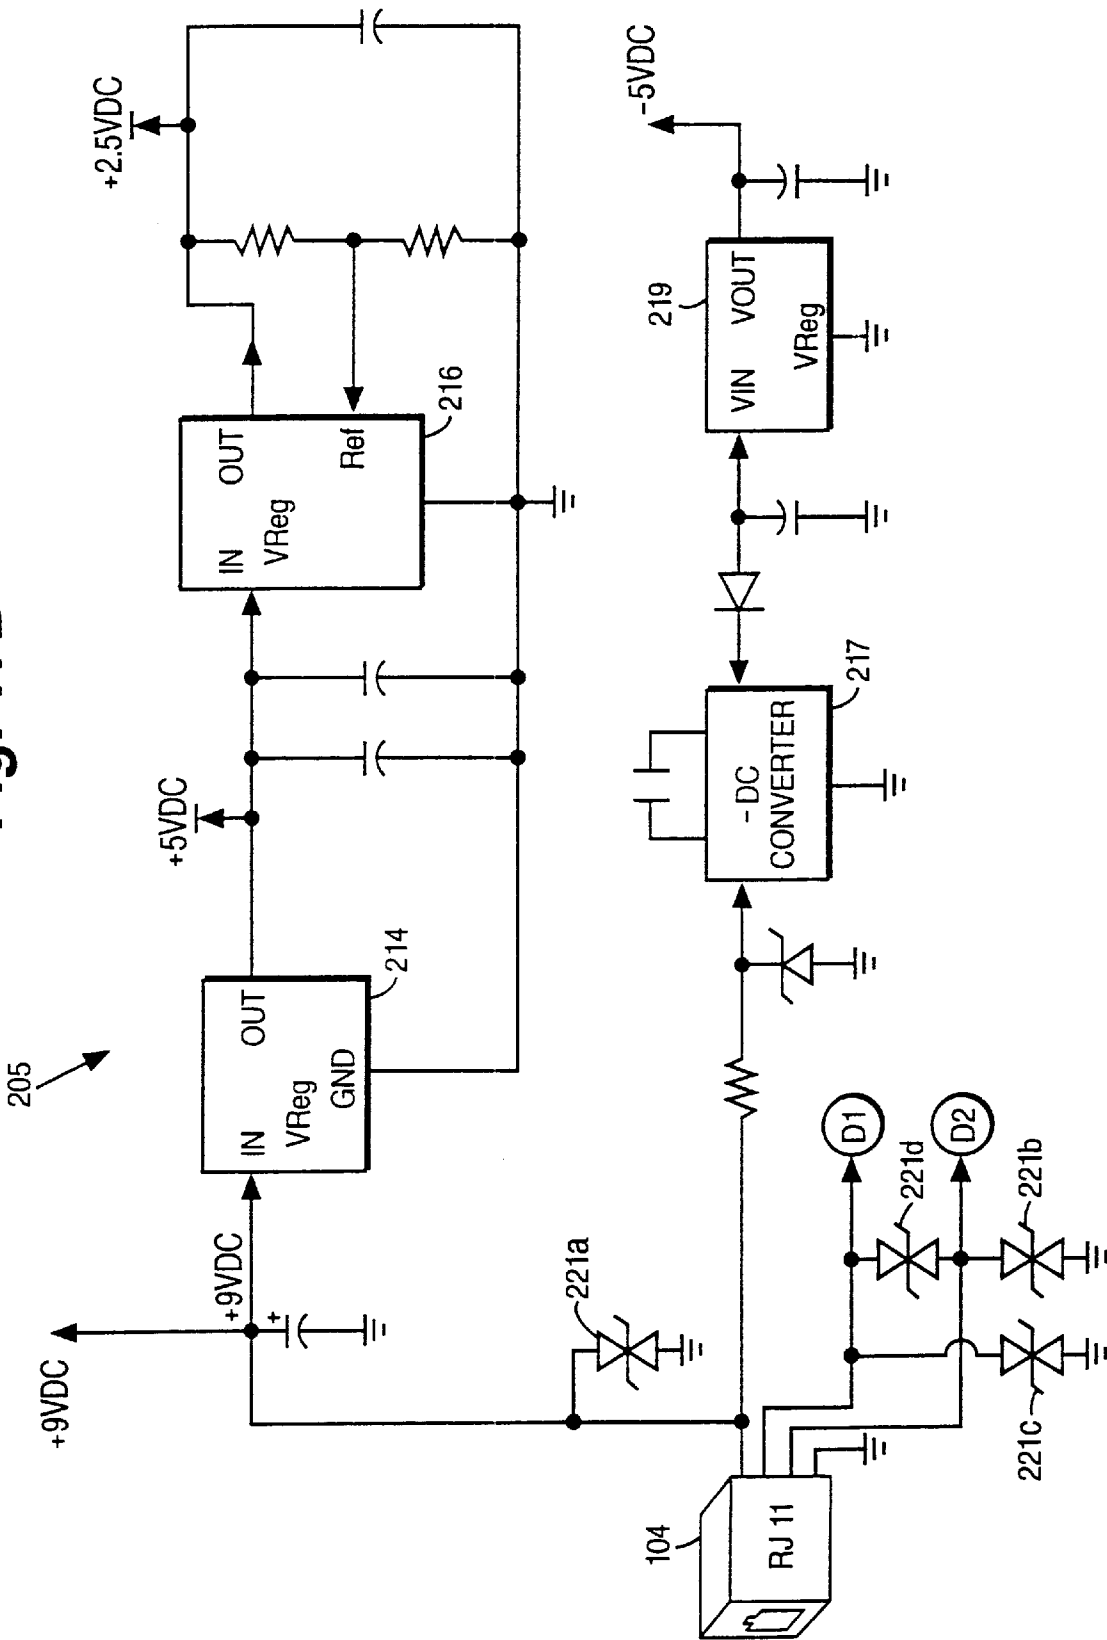 205
+9VDC
+9VDC
+
IN
OUT
VReg
GND
214
+5VDC
IN
OUT
VReg
Ref
216
+2.5VDC
104
RJ 11
221a
-DC
CONVERTER
217
VIN
VOUT
VReg
219
-5VDC
D1
D2
221d
221b
221c